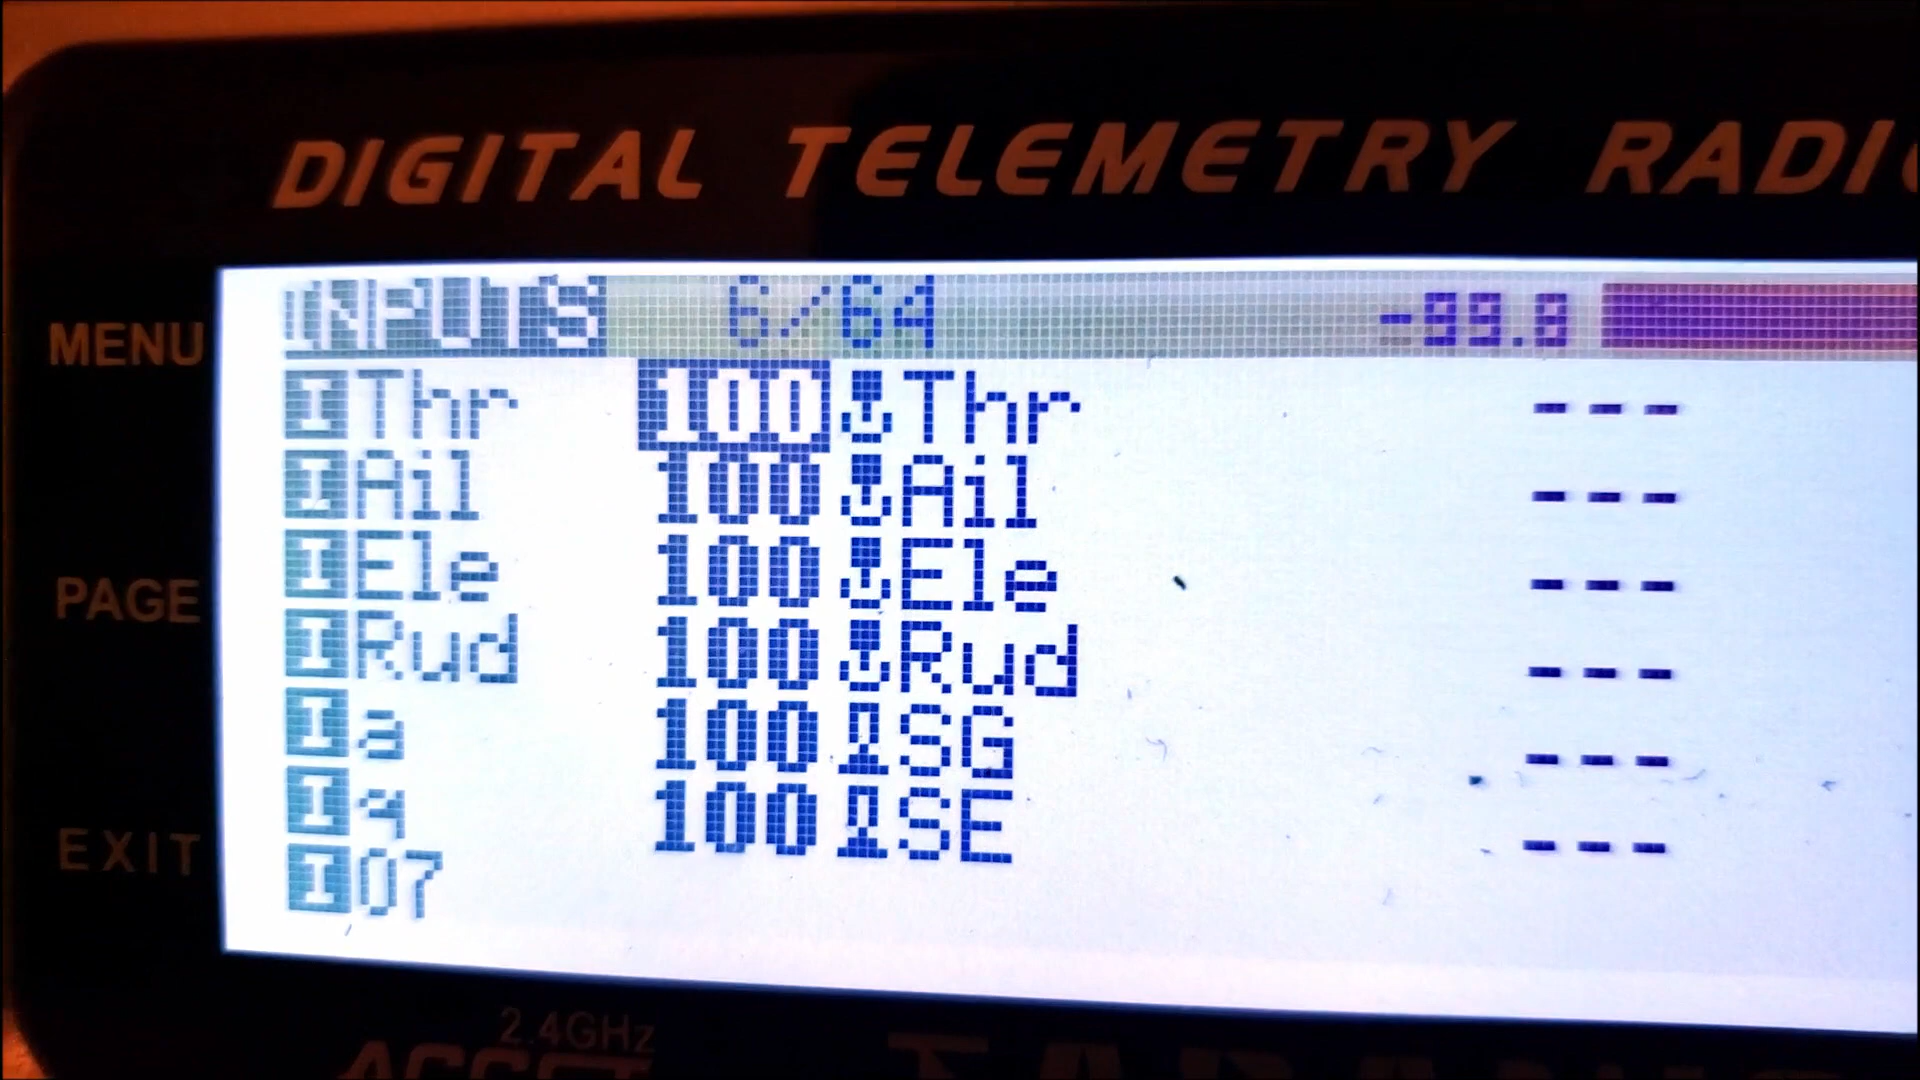 DIGITAL TELEMETRY RADI
MENU
PAGE
EXIT
INPUTS 6/64 -99.8
I Thr 100 Thr ---
I Ail 100 Ail ---
I Ele 100 Ele ---
I Rud 100 Rud ---
I a 100 SG ---
I q 100 SE ---
I 07
2.4GHz